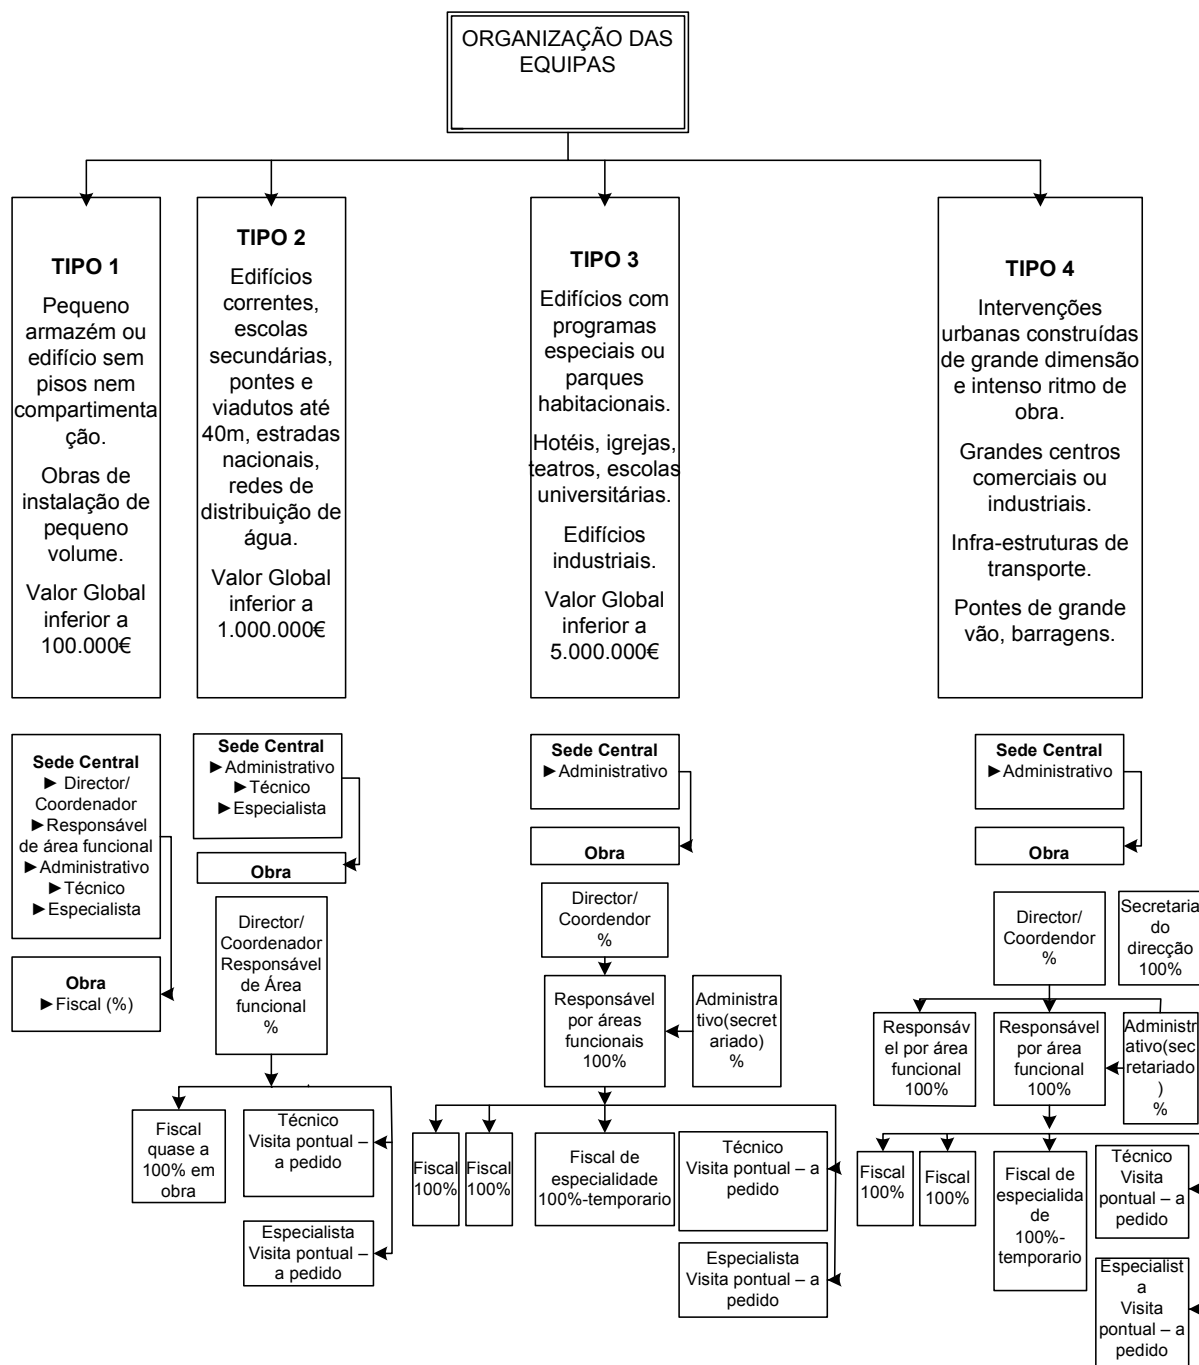 ORGANIZAÇÃO DAS
EQUIPAS
TIPO 1
Pequeno
armazém ou
edifício sem
pisos nem
compartimenta
ção.
Obras de
instalação de
pequeno
volume.
Valor Global
inferior a
100.000€
TIPO 2
Edifícios
correntes,
escolas
secundárias,
pontes e
viadutos até
40m, estradas
nacionais,
redes de
distribuição de
água.
Valor Global
inferior a
1.000.000€
TIPO 3
Edifícios com
programas
especiais ou
parques
habitacionais.
Hotéis, igrejas,
teatros, escolas
universitárias.
Edifícios
industriais.
Valor Global
inferior a
5.000.000€
TIPO 4
Intervenções
urbanas construídas
de grande dimensão
e intenso ritmo de
obra.
Grandes centros
comerciais ou
industriais.
Infra-estruturas de
transporte.
Pontes de grande
vão, barragens.
Sede Central
►Director/
Coordenador
►Responsável
de área funcional
►Administrativo
►Técnico
►Especialista
Obra
►Fiscal (%)
Sede Central
►Administrativo
►Técnico
►Especialista
Obra
Director/
Coordenador
Responsável
de Área
funcional
%
Fiscal
quase a
100% em
obra
Técnico
Visita pontual –
a pedido
Especialista
Visita pontual –
a pedido
Sede Central
►Administrativo
Obra
Director/
Coordendor
%
Responsável
por áreas
funcionais
100%
Administra
tivo(secret
ariado)
%
Fiscal
100%
Fiscal
100%
Fiscal de
especialidade
100%-temporario
Técnico
Visita pontual – a
pedido
Especialista
Visita pontual – a
pedido
Sede Central
►Administrativo
Obra
Director/
Coordendor
%
Secretaria
do
direcção
100%
Responsáv
el por área
funcional
100%
Responsável
por área
funcional
100%
Administr
ativo(sec
retariado
)
%
Fiscal
100%
Fiscal
100%
Fiscal de
especialida
de
100%-
temporario
Técnico
Visita
pontual – a
pedido
Especialist
a
Visita
pontual – a
pedido